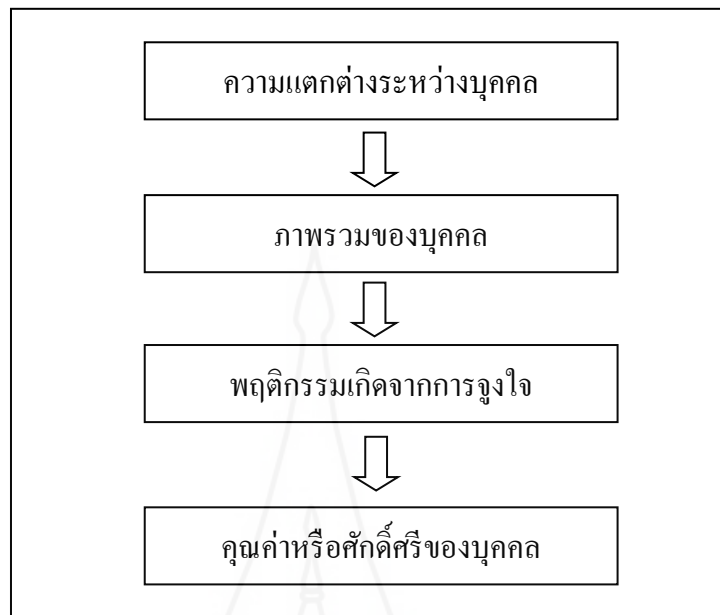 ความแตกต่างระหว่างบุคคล
ภาพรวมของบุคคล
พฤติกรรมเกิดจากการจูงใจ
คุณค่าหรือศักดิ์ศรีของบุคคล